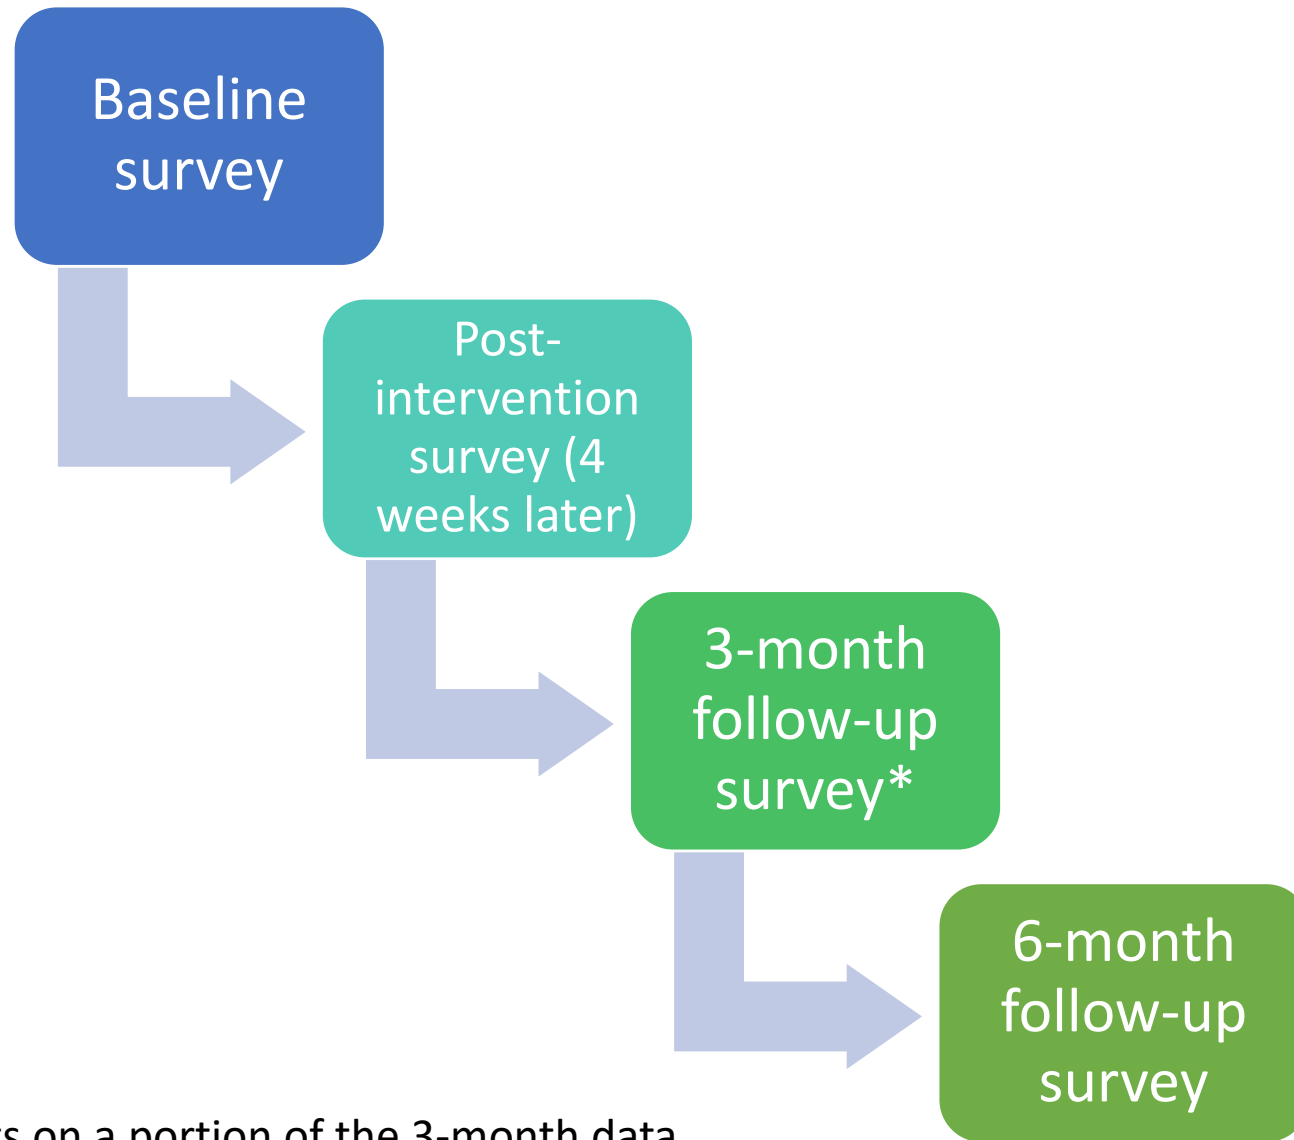 Baseline
survey
Post-
intervention
survey (4
weeks later)
3-month
follow-up
survey*
6-month
follow-up
survey
on a portion of the 3-month data